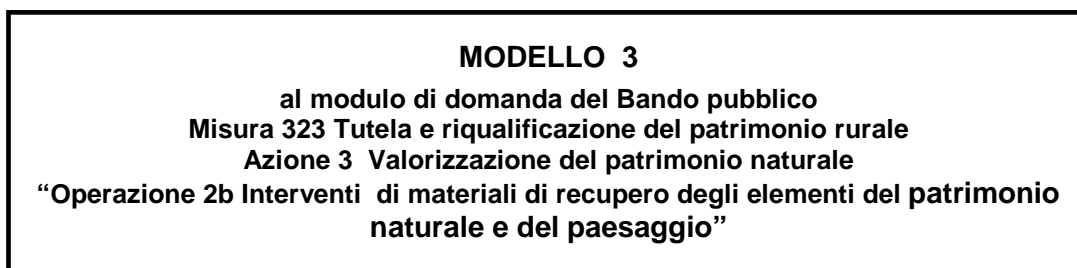 MODELLO 3
al modulo di domanda del Bando pubblico
Misura 323 Tutela e riqualificazione del patrimonio rurale
Azione 3 Valorizzazione del patrimonio naturale
“Operazione 2b Interventi di materiali di recupero degli elementi del patrimonio
naturale e del paesaggio”